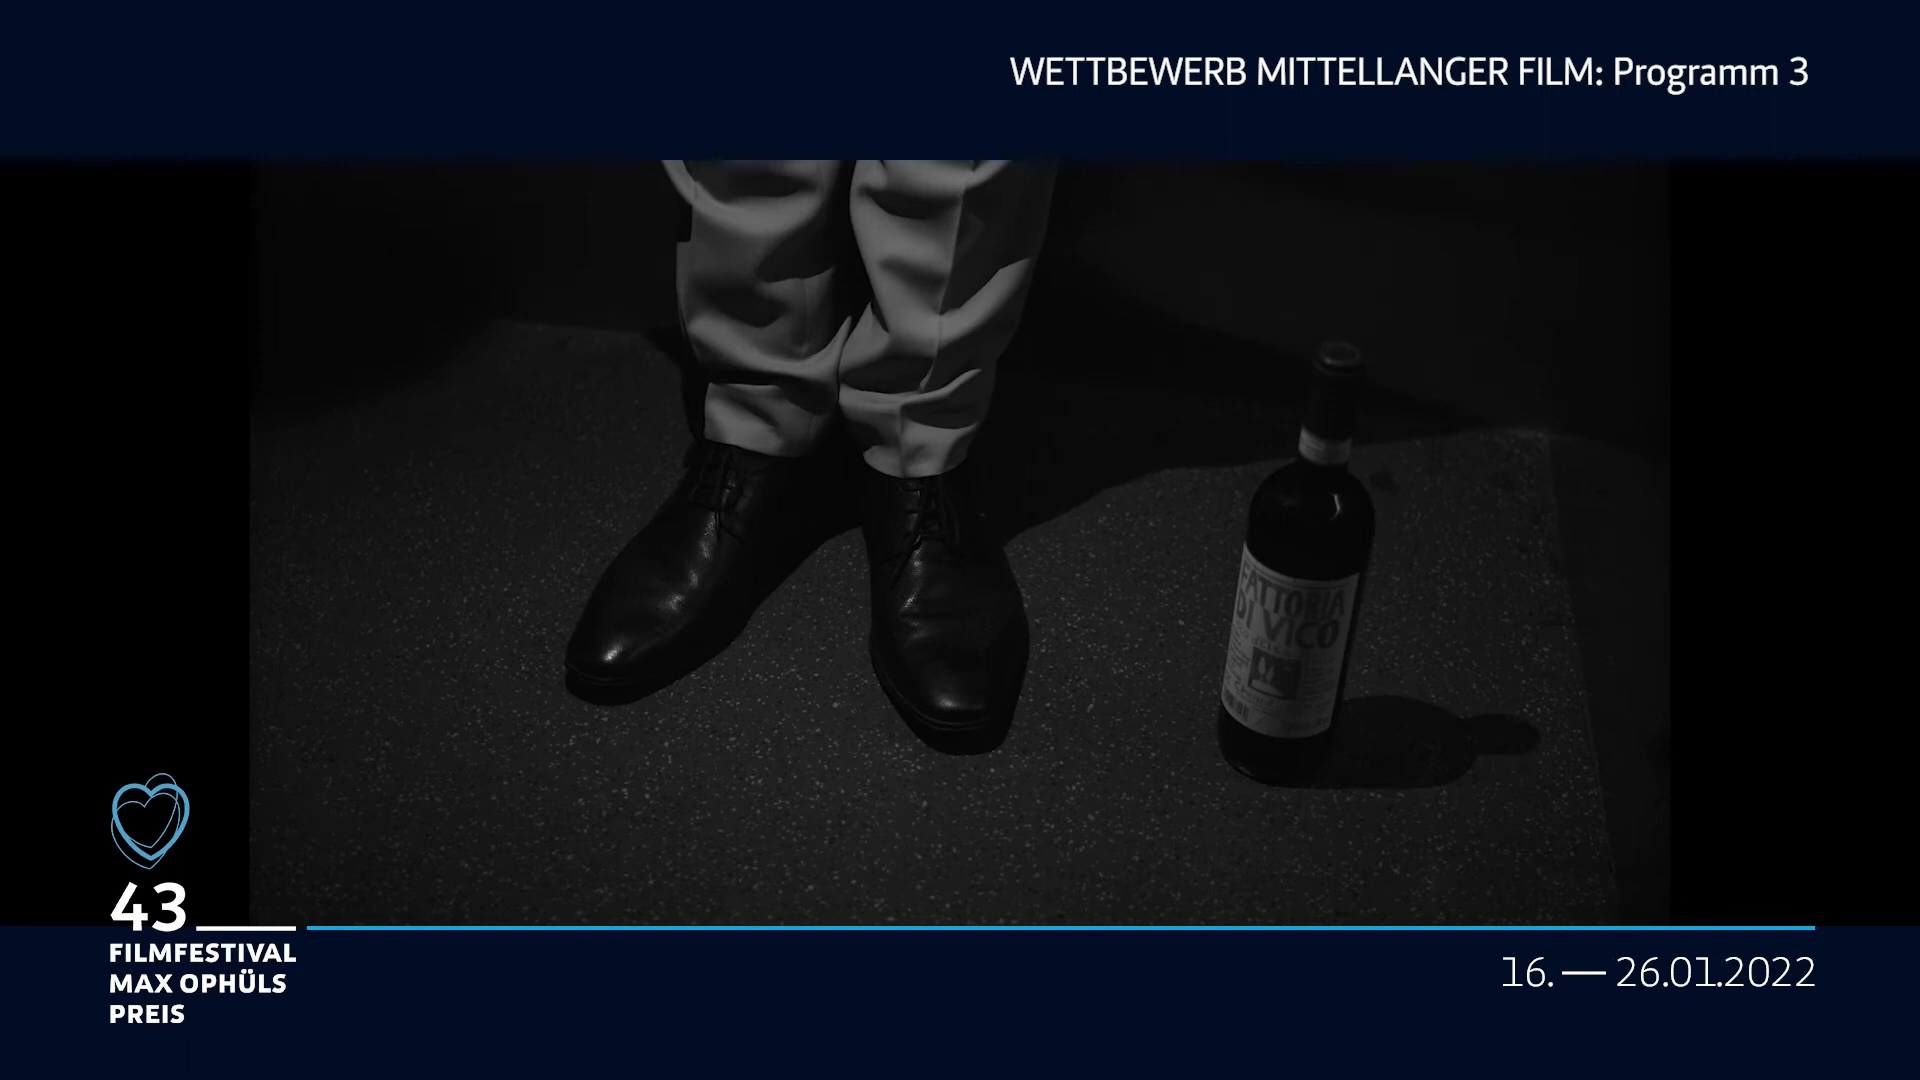 WETTBEWERB MITTELLANGER FILM: Programm 3
FATTORIA
DI VICO
43
FILMFESTIVAL
MAX OPHÜLS
PREIS
16. — 26.01.2022